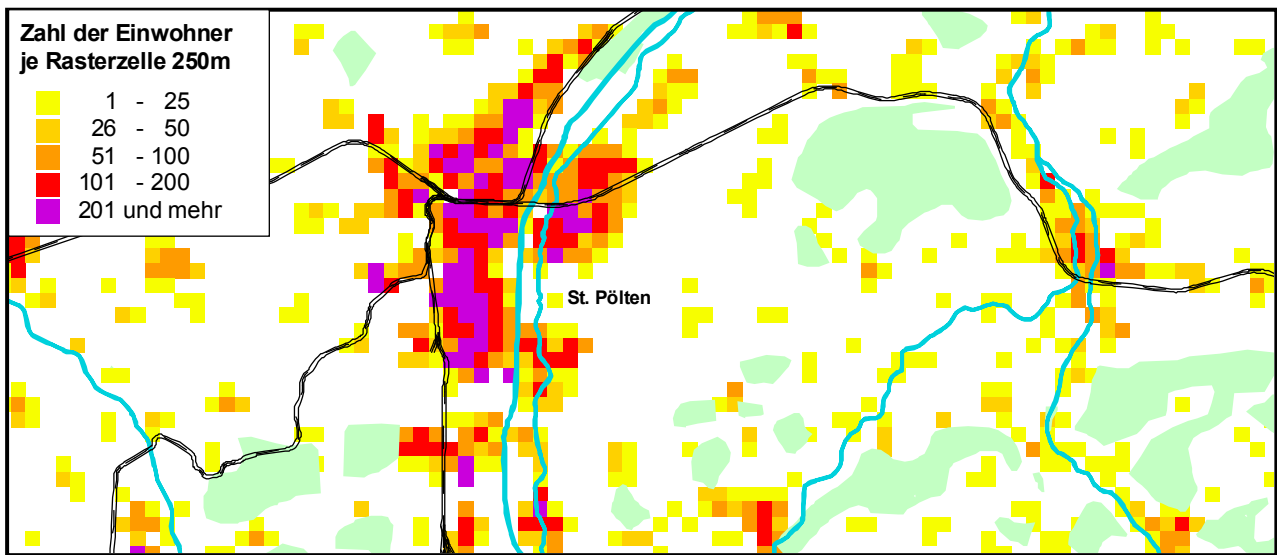 Zahl der Einwohner
je Rasterzelle 250m
1 - 25
26 - 50
51 - 100
101 - 200
201 und mehr
St. Pölten